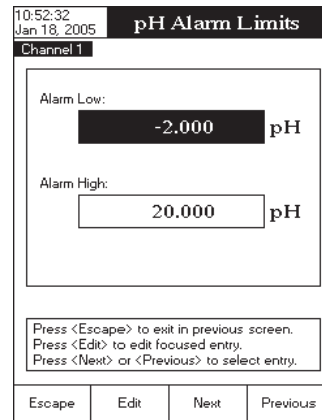 10:52:32
Jan 18, 2005
pH Alarm Limits
Channel 1
Alarm Low:
-2.000 pH
Alarm High:
20.000 pH
Press <Escape> to exit in previous screen.
Press <Edit> to edit focused entry.
Press <Next> or <Previous> to select entry.
Escape Edit Next Previous